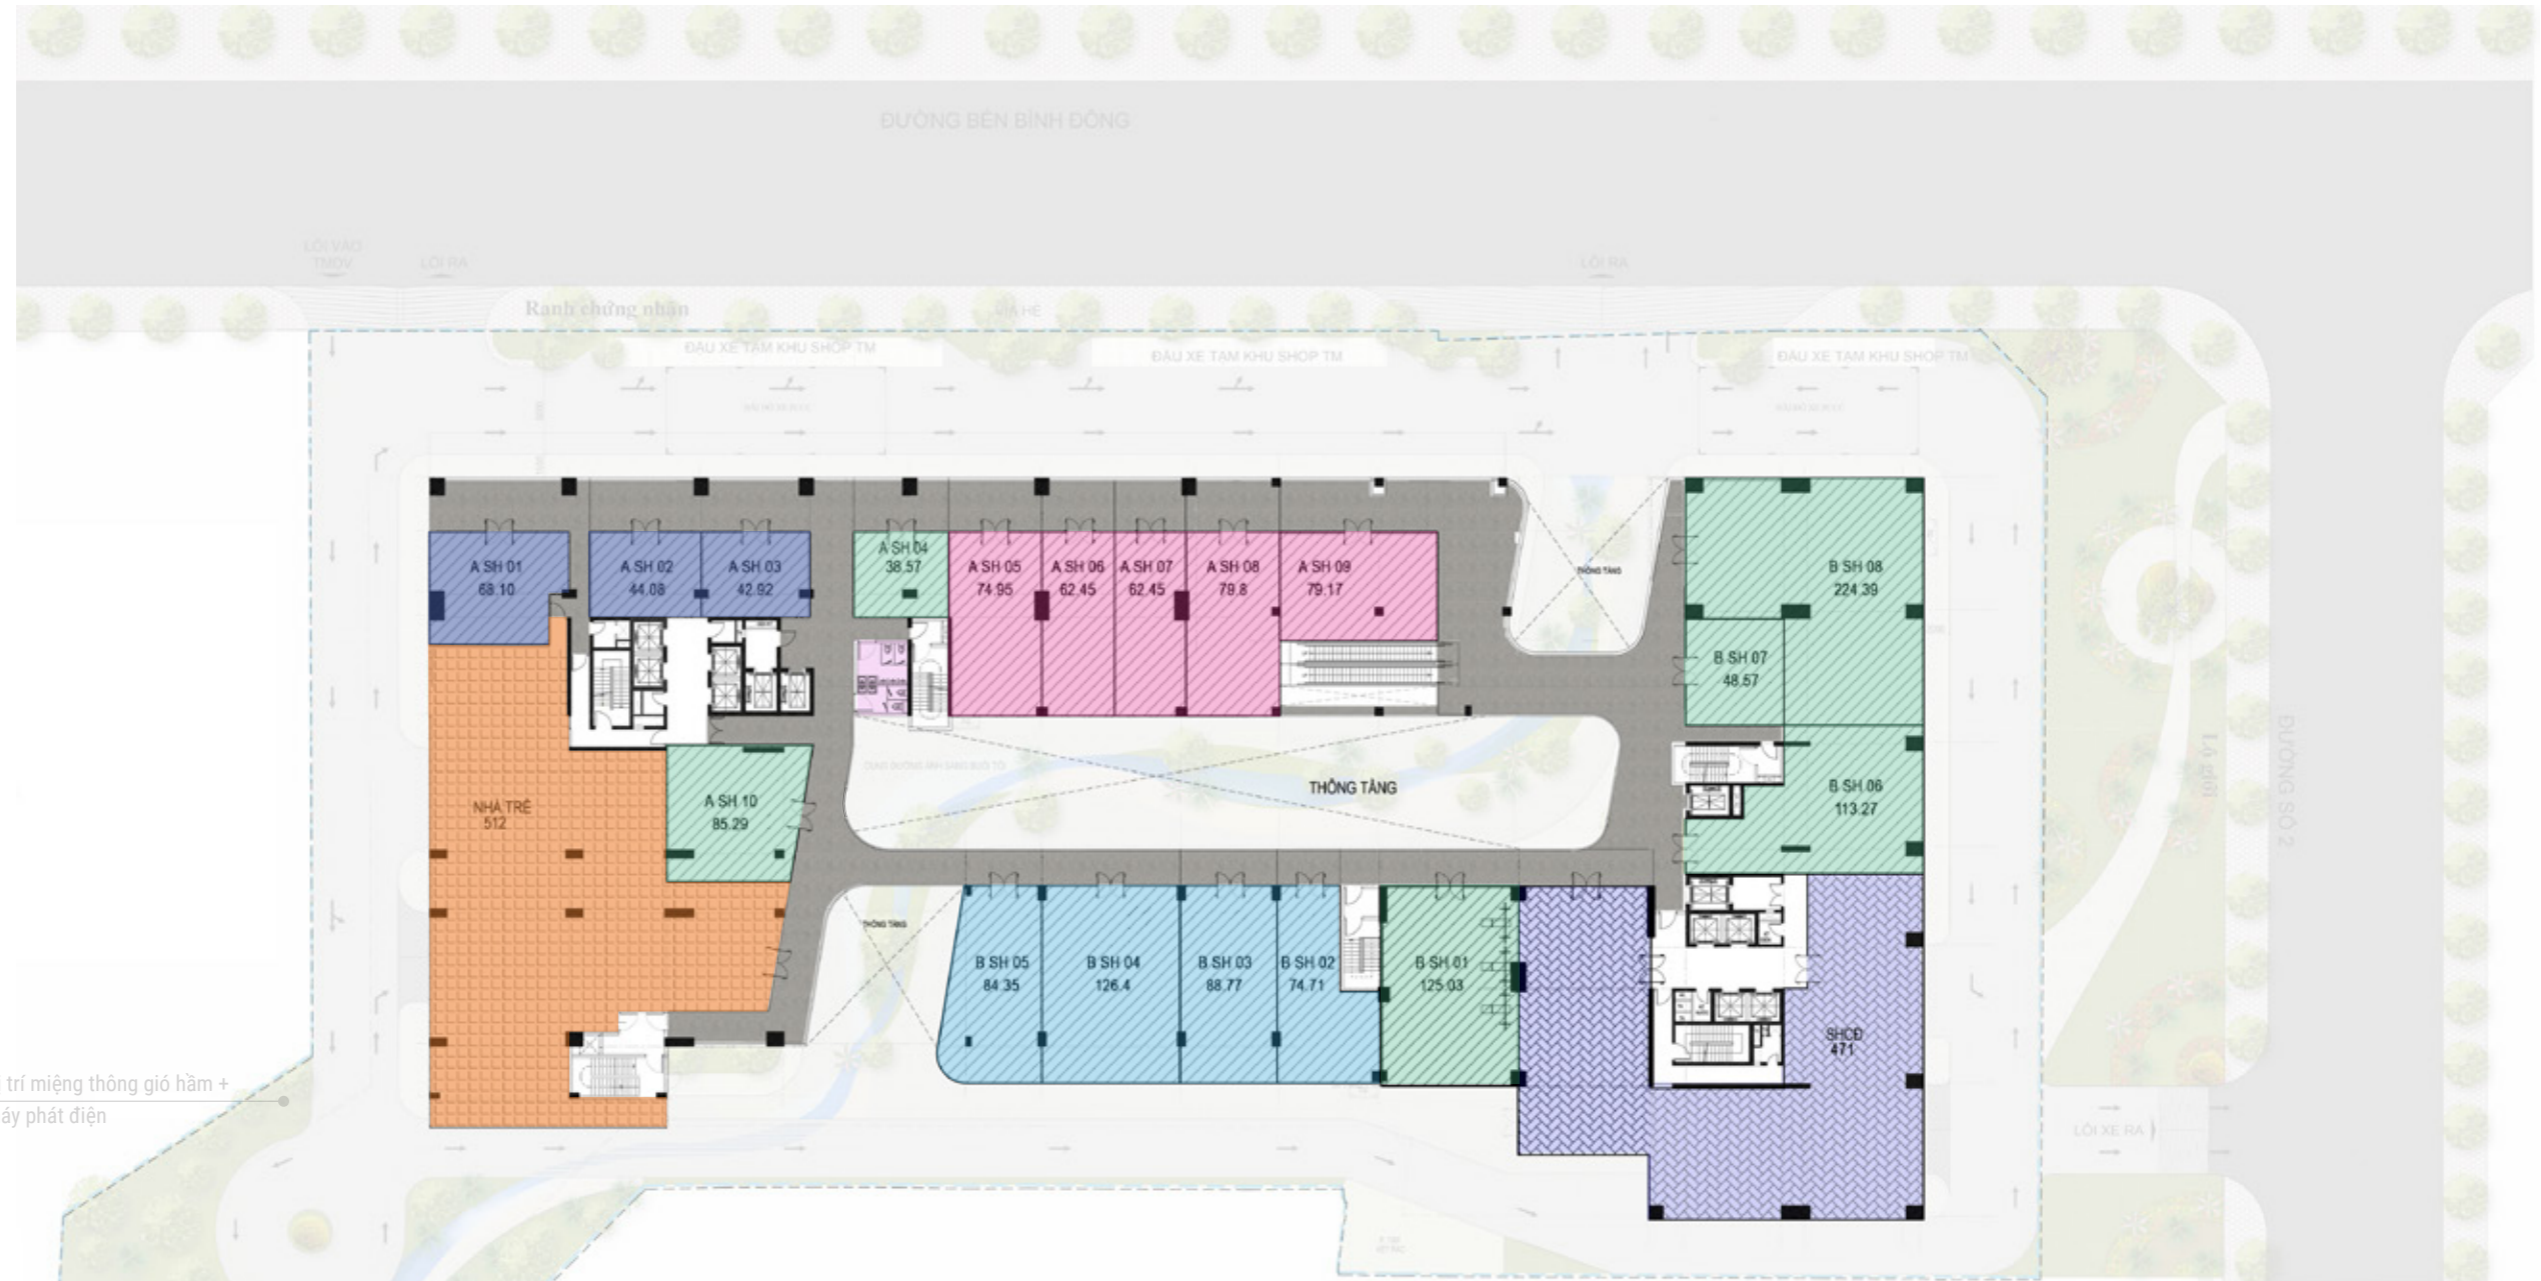 ĐƯỜNG BẾN BÌNH ĐÔNG
LỐI VÀO
TMDV
LỐI RA
LỐI RA
Ranh chứng nhận
VỈA HÈ
ĐẬU XE TẠM KHU SHOP TM
ĐẬU XE TẠM KHU SHOP TM
ĐẬU XE TẠM KHU SHOP TM
A SH 01
68.10
A SH 02
44.08
A SH 03
42.92
A SH 04
38.57
A SH 05
74.95
A SH 06
62.45
A SH 07
62.45
A SH 08
79.8
A SH 09
79.17
THÔNG TẦNG
B SH 08
224.39
B SH 07
48.57
B SH 06
113.27
THÔNG TẦNG
NHÀ TRẺ
512
A SH 10
85.29
THÔNG TẦNG
B SH 05
84.35
B SH 04
126.4
B SH 03
88.77
B SH 02
74.71
B SH 01
125.03
SHCĐ
471
Lộ giới
ĐƯỜNG SỐ 2
LỐI XE RA
trí miệng thông gió hầm +
áy phát điện